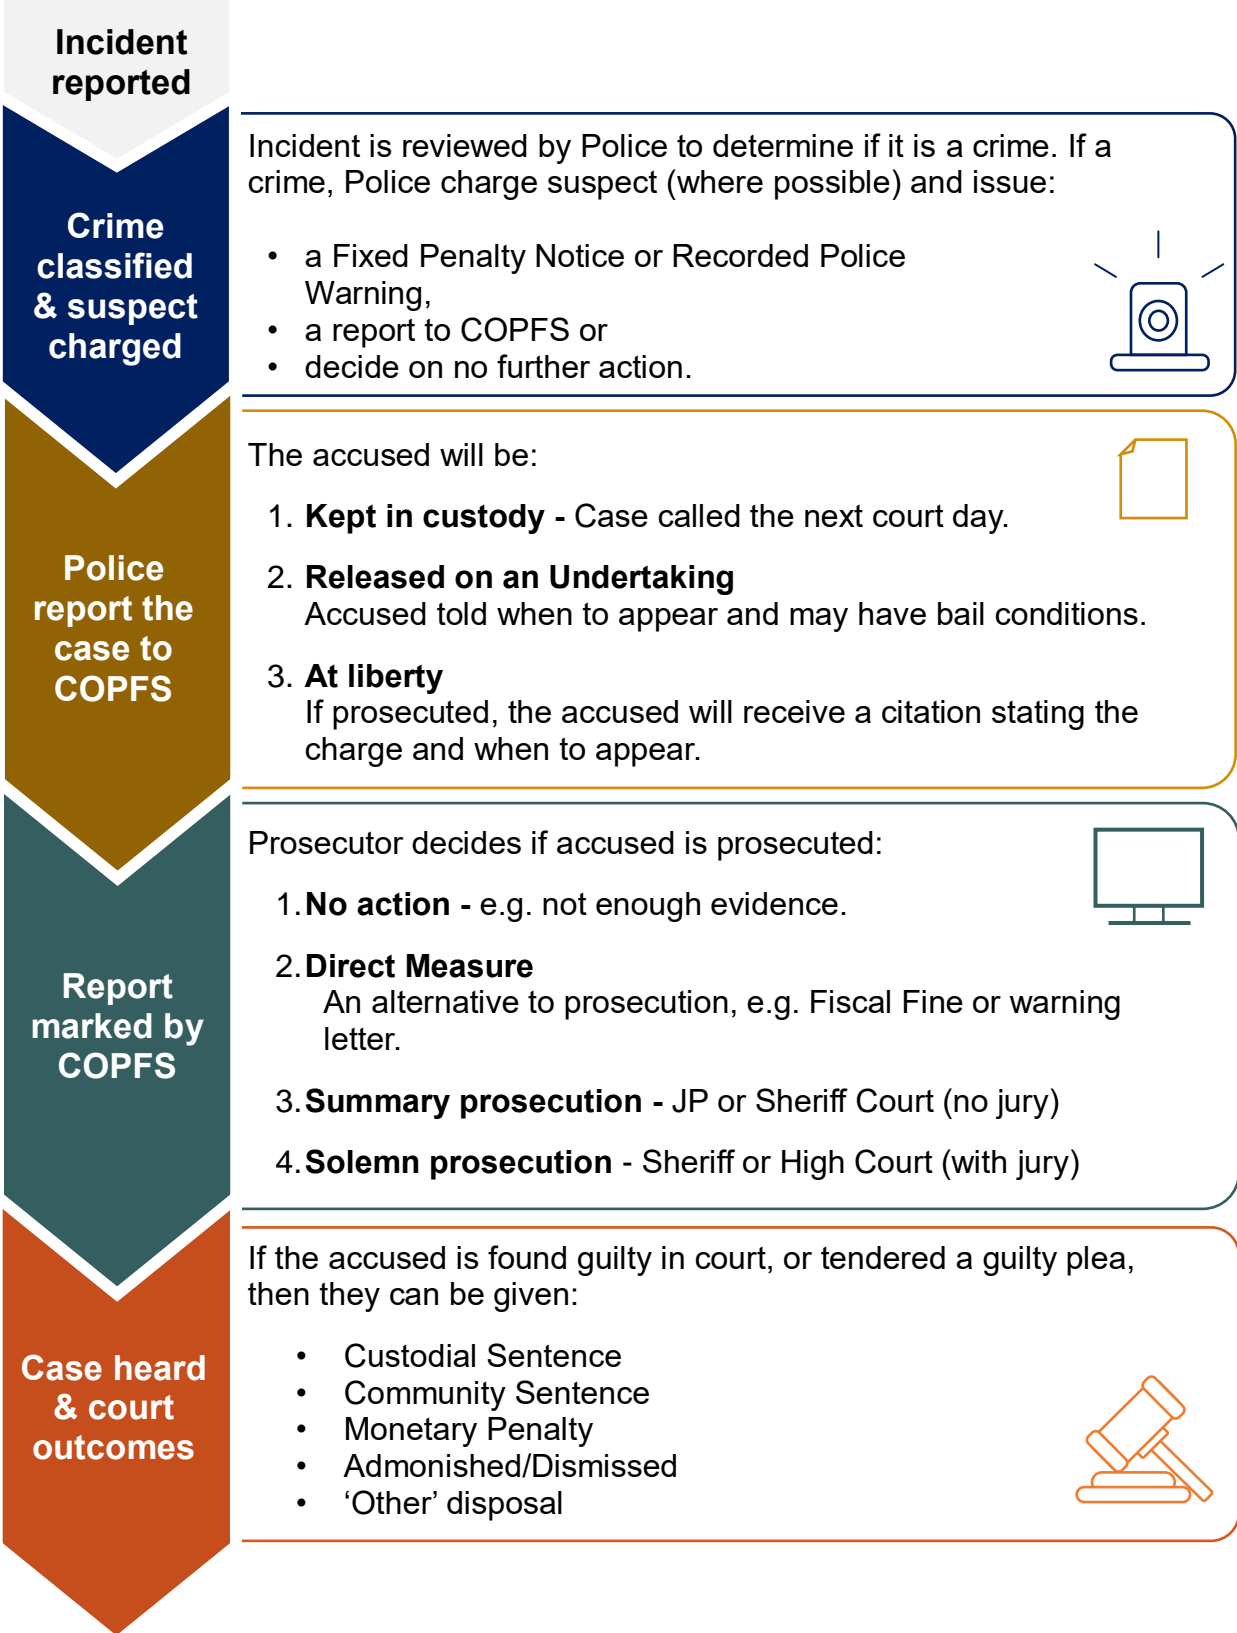 Incident
reported
Crime
classified
& suspect
charged
Incident is reviewed by Police to determine if it is a crime. If a
crime, Police charge suspect (where possible) and issue:
• a Fixed Penalty Notice or Recorded Police
Warning,
• a report to COPFS or
• decide on no further action.
Police
report the
case to
COPFS
The accused will be:
1. Kept in custody - Case called the next court day.
2. Released on an Undertaking
Accused told when to appear and may have bail conditions.
3. At liberty
If prosecuted, the accused will receive a citation stating the
charge and when to appear.
Report
marked by
COPFS
Prosecutor decides if accused is prosecuted:
1. No action - e.g. not enough evidence.
2. Direct Measure
An alternative to prosecution, e.g. Fiscal Fine or warning
letter.
3. Summary prosecution - JP or Sheriff Court (no jury)
4. Solemn prosecution - Sheriff or High Court (with jury)
Case heard
& court
outcomes
If the accused is found guilty in court, or tendered a guilty plea,
then they can be given:
• Custodial Sentence
• Community Sentence
• Monetary Penalty
• Admonished/Dismissed
• ‘Other’ disposal